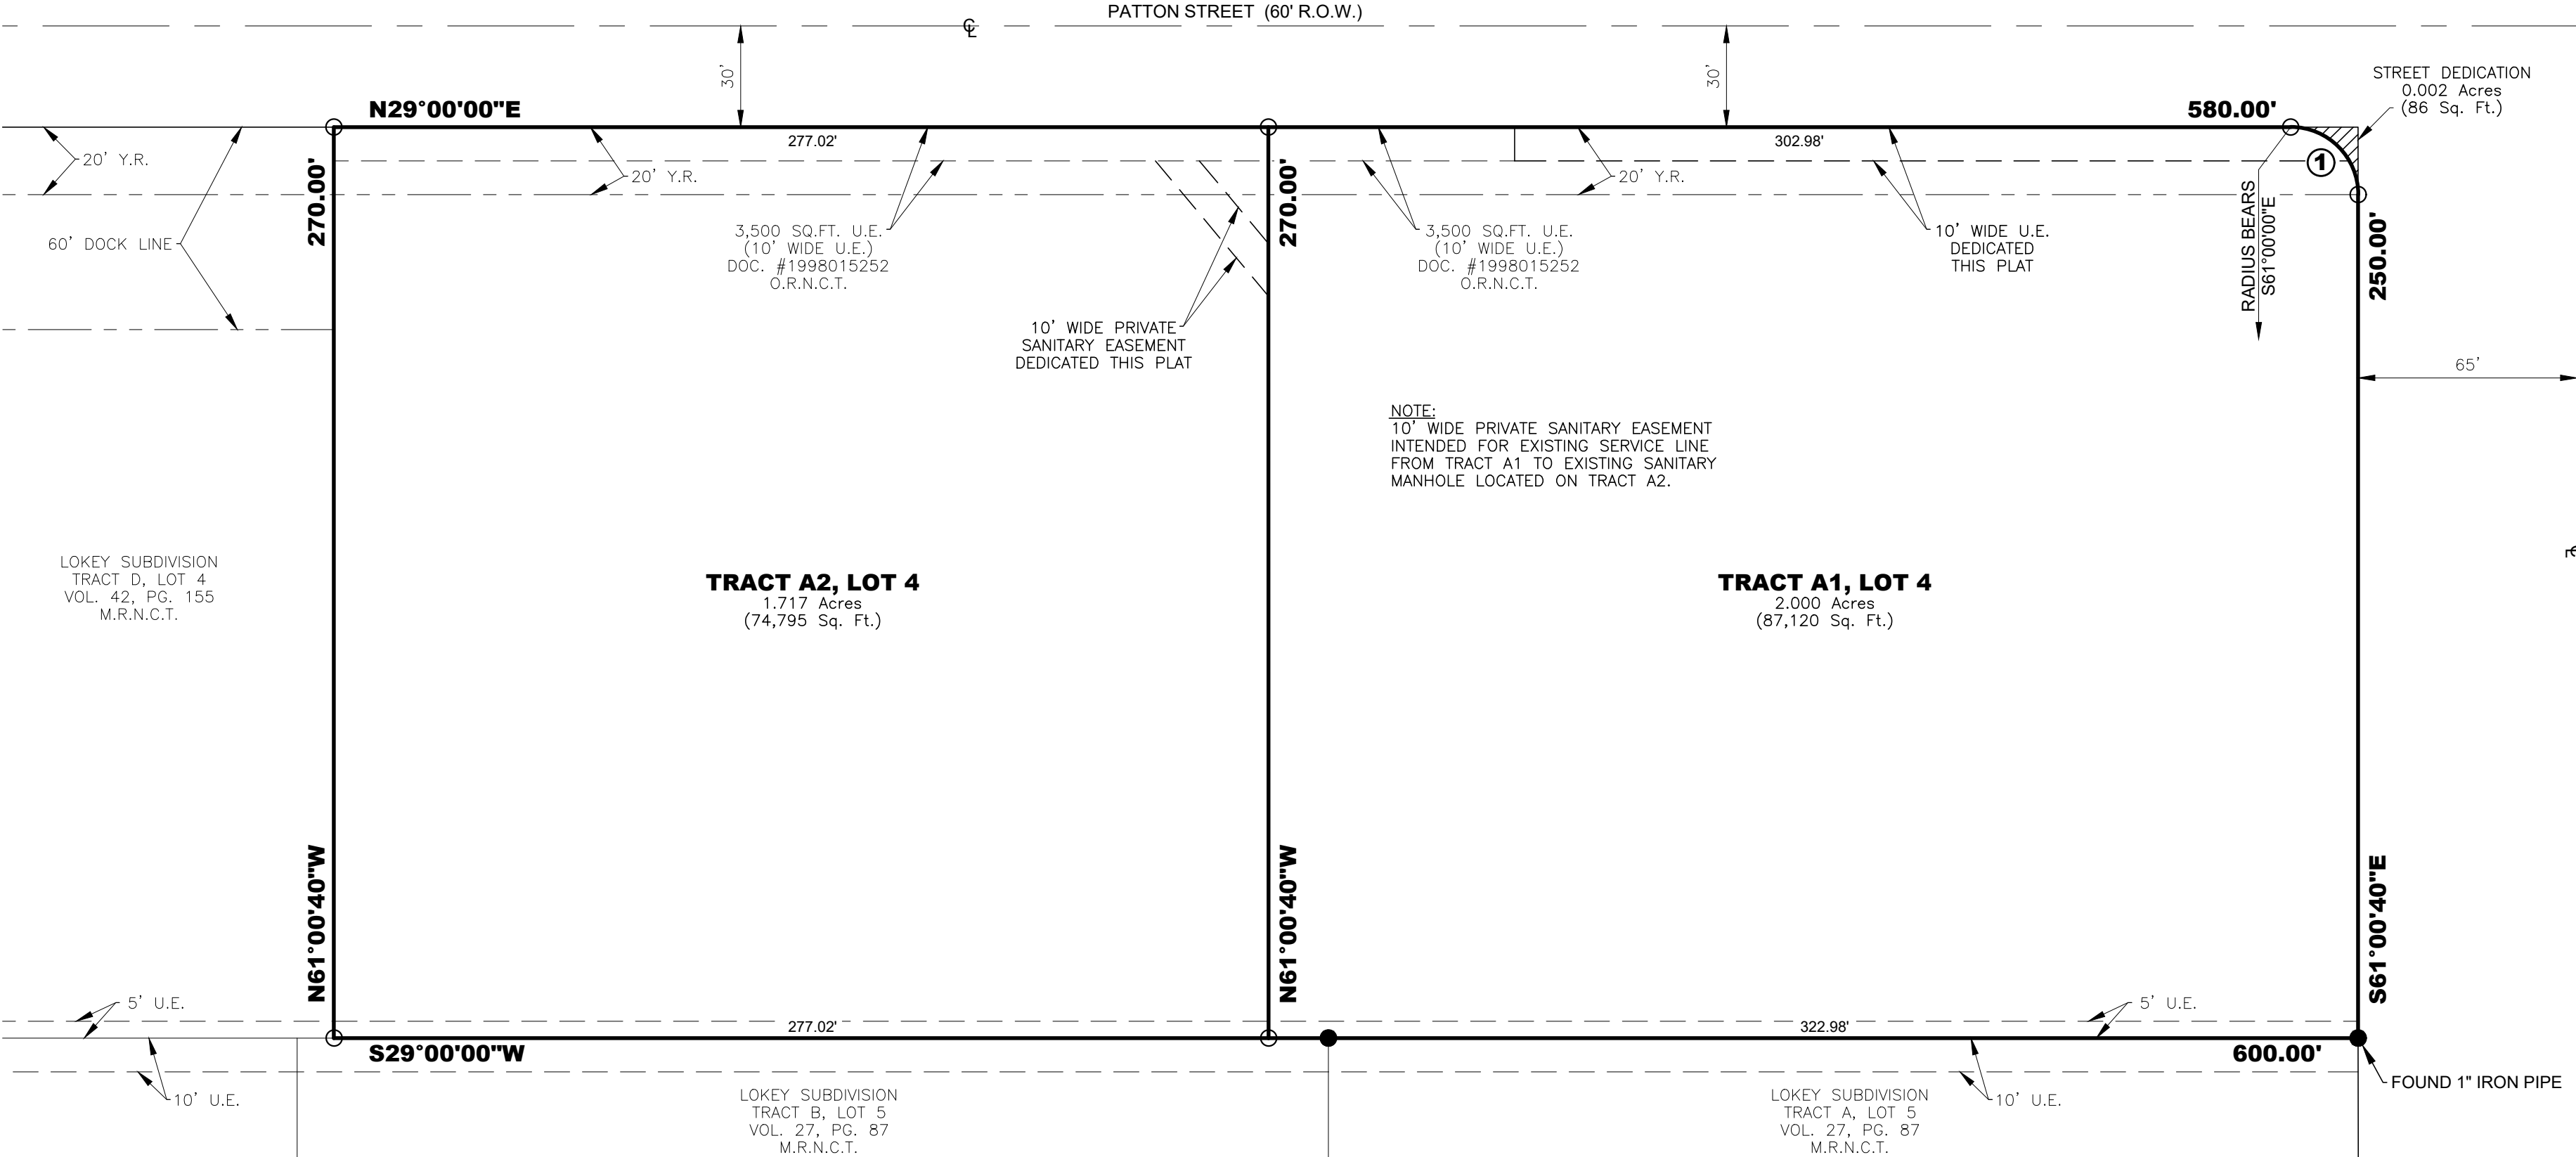 PATTON STREET (60' R.O.W.)
℄
30'
30'
STREET DEDICATION
0.002 Acres
(86 Sq. Ft.)
N29°00'00"E
580.00'
277.02'
302.98'
20' Y.R.
20' Y.R.
20' Y.R.
1
270.00'
270.00'
250.00'
RADIUS BEARS
S61°00'00"E
60' DOCK LINE
3,500 SQ.FT. U.E.
(10' WIDE U.E.)
DOC. #1998015252
O.R.N.C.T.
3,500 SQ.FT. U.E.
(10' WIDE U.E.)
DOC. #1998015252
O.R.N.C.T.
10' WIDE U.E.
DEDICATED
THIS PLAT
10' WIDE PRIVATE
SANITARY EASEMENT
DEDICATED THIS PLAT
65'
NOTE:
10' WIDE PRIVATE SANITARY EASEMENT
INTENDED FOR EXISTING SERVICE LINE
FROM TRACT A1 TO EXISTING SANITARY
MANHOLE LOCATED ON TRACT A2.
LOKEY SUBDIVISION
TRACT D, LOT 4
VOL. 42, PG. 155
M.R.N.C.T.
TRACT A2, LOT 4
1.717 Acres
(74,795 Sq. Ft.)
TRACT A1, LOT 4
2.000 Acres
(87,120 Sq. Ft.)
N61°00'40"W
N61°00'40"W
S61°00'40"E
5' U.E.
5' U.E.
277.02'
322.98'
S29°00'00"W
600.00'
10' U.E.
10' U.E.
FOUND 1" IRON PIPE
LOKEY SUBDIVISION
TRACT B, LOT 5
VOL. 27, PG. 87
M.R.N.C.T.
LOKEY SUBDIVISION
TRACT A, LOT 5
VOL. 27, PG. 87
M.R.N.C.T.